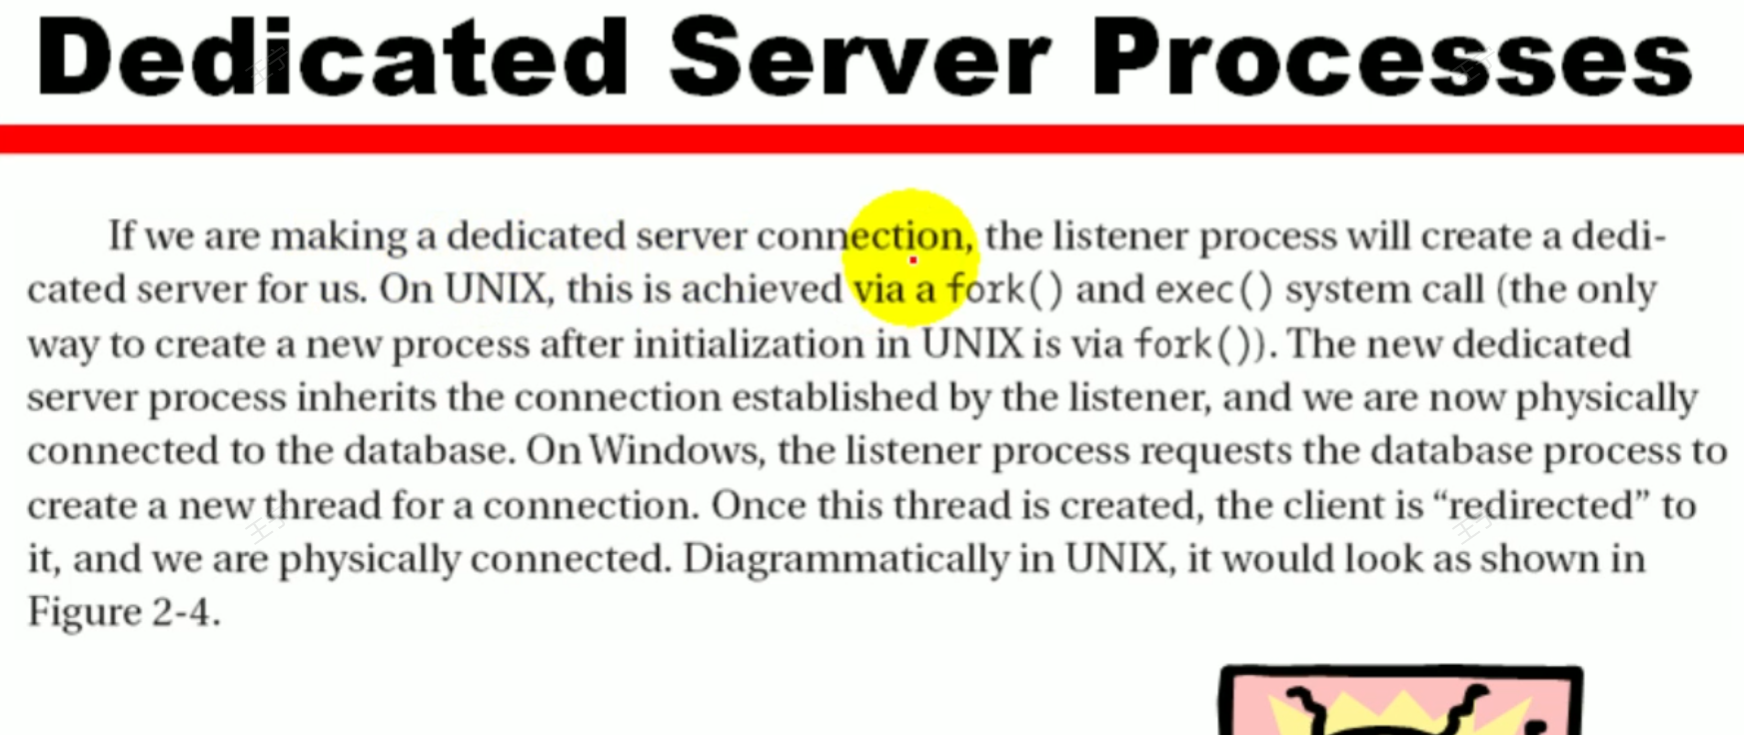 Dedicated Server Processes
If we are making a dedicated server connection, the listener process will create a dedi-
cated server for us. On UNIX, this is achieved via a fork() and exec() system call (the only
way to create a new process after initialization in UNIX is via fork()). The new dedicated
server process inherits the connection established by the listener, and we are now physically
connected to the database. On Windows, the listener process requests the database process to
create a new thread for a connection. Once this thread is created, the client is “redirected” to
it, and we are physically connected. Diagrammatically in UNIX, it would look as shown in
Figure 2-4.